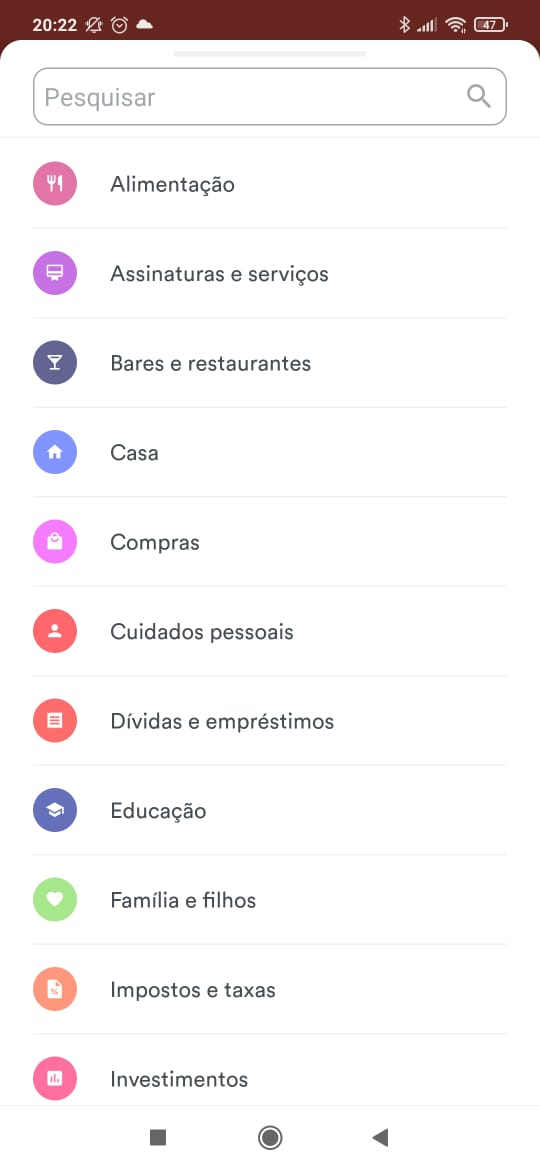 20:22 47
Pesquisar
Alimentação
Assinaturas e serviços
Bares e restaurantes
Casa
Compras
Cuidados pessoais
Dívidas e empréstimos
Educação
Família e filhos
Impostos e taxas
Investimentos